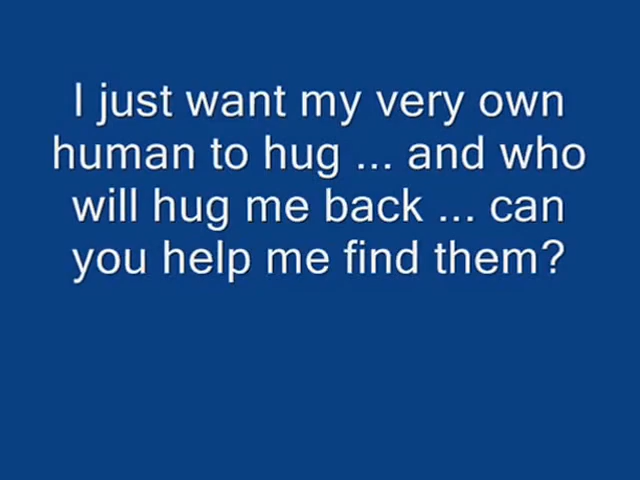 I just want my very own
human to hug ... and who
will hug me back ... can
you help me find them?